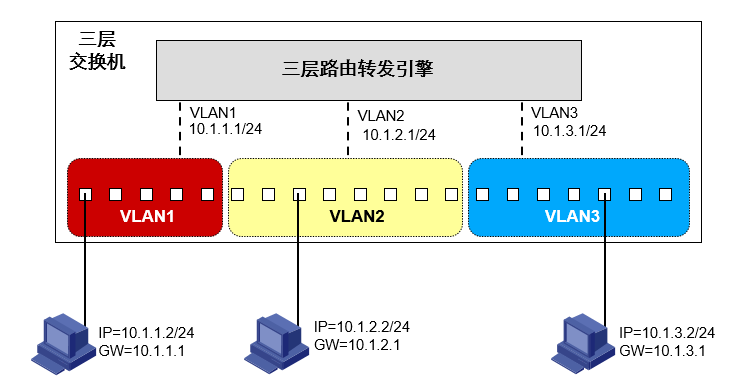 三层
交换机
三层路由转发引擎
VLAN1
10.1.1.1/24
VLAN2
10.1.2.1/24
VLAN3
10.1.3.1/24
VLAN1
VLAN2
VLAN3
IP=10.1.1.2/24
GW=10.1.1.1
IP=10.1.2.2/24
GW=10.1.2.1
IP=10.1.3.2/24
GW=10.1.3.1